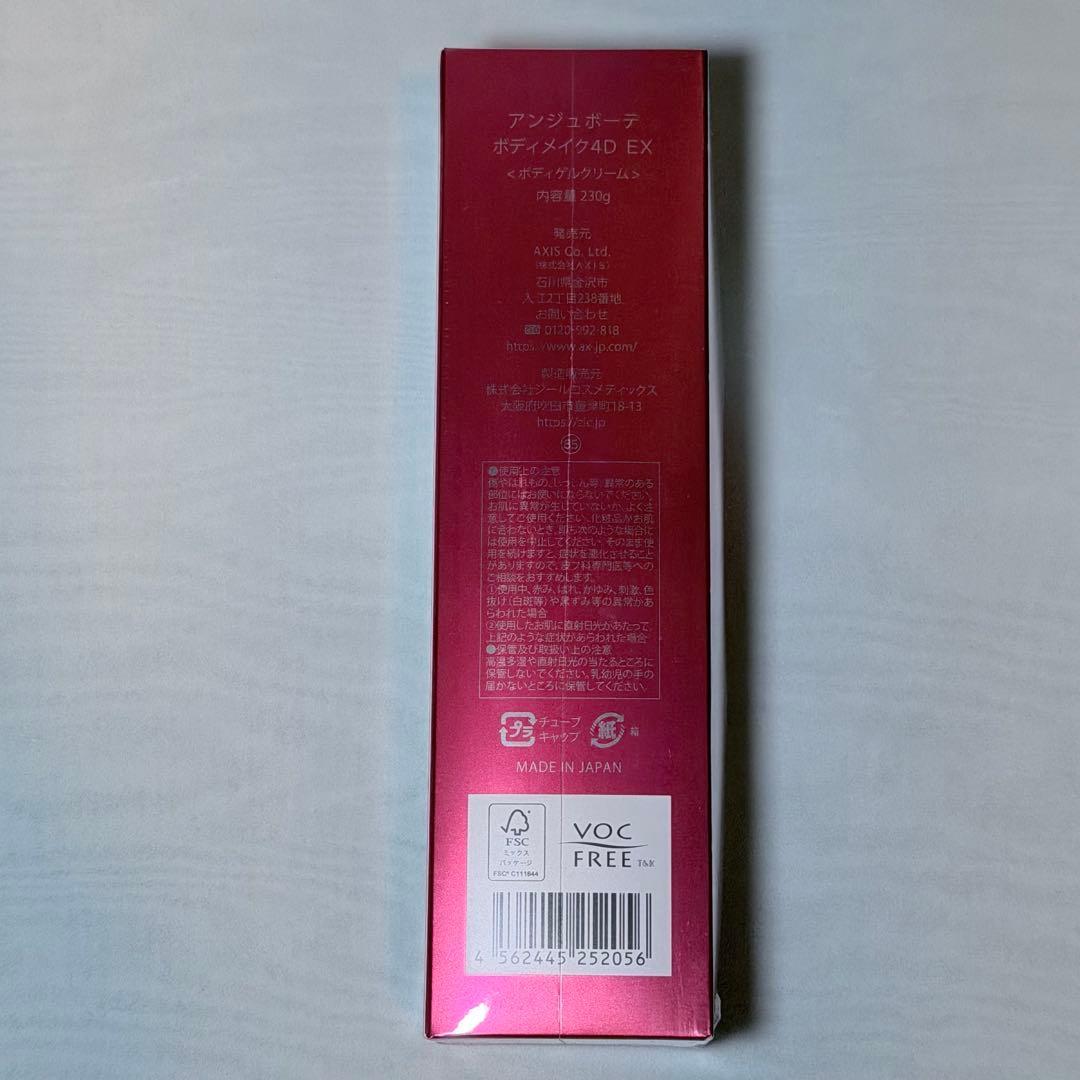 アンジュボーテ
ボディメイク4D EX
＜ボディゲルクリーム＞
内容量 230g
発売元
AXIS Co. Ltd.
(株式会社AXIS)
石川県金沢市
入江2丁目238番地
お問い合わせ
0120-992-818
https://www.ax-jp.com/
製造販売元
株式会社ジールコスメティックス
大阪府吹田市豊津町18-13
35
●使用上の注意
傷やはれもの、しっしん等、異常のある
部位にはお使いにならないでください。
お肌に異常が生じていないか、よく注
意してご使用ください。化粧品がお肌
に合わないとき、即ち次のような場合に
は使用を中止してください。そのまま使
用を続けますと、症状を悪化させること
がありますので、皮フ科専門医等への
ご相談をおすすめします。
①使用中、赤み、はれ、かゆみ、刺激、色
抜け(白斑等)や黒ずみ等の異常があ
らわれた場合
②使用したお肌に直射日光があたって、
上記のような症状があらわれた場合
●保管及び取扱い上の注意
高温多湿や直射日光の当たるところに
保管しないでください。乳幼児の手の
届かないところに保管してください。
プラ チューブ
キャップ
紙 箱
MADE IN JAPAN
FSC
ミックス
パッケージ
FSC® C111644
VOC
FREE T&K
4 562445 252056